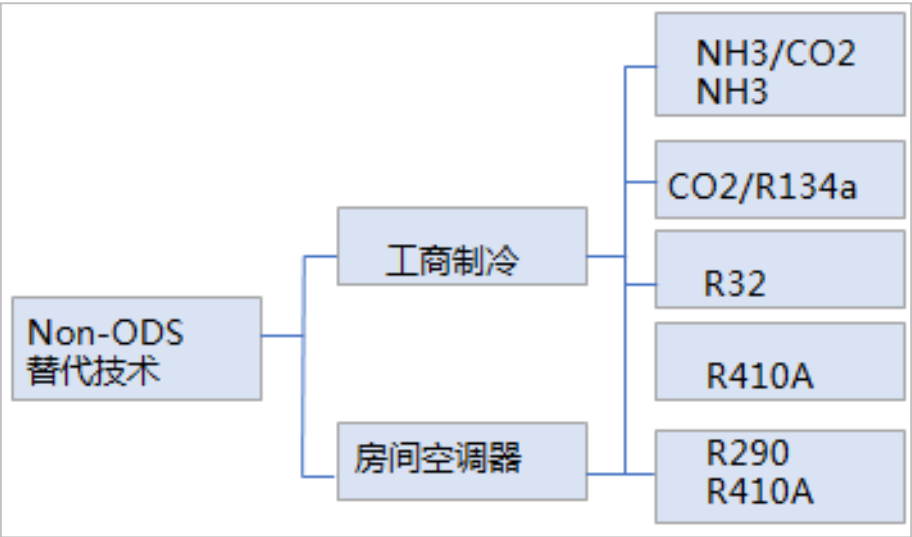 Non-ODS
替代技术
工商制冷
房间空调器
NH3/CO2
NH3
CO2/R134a
R32
R410A
R290
R410A